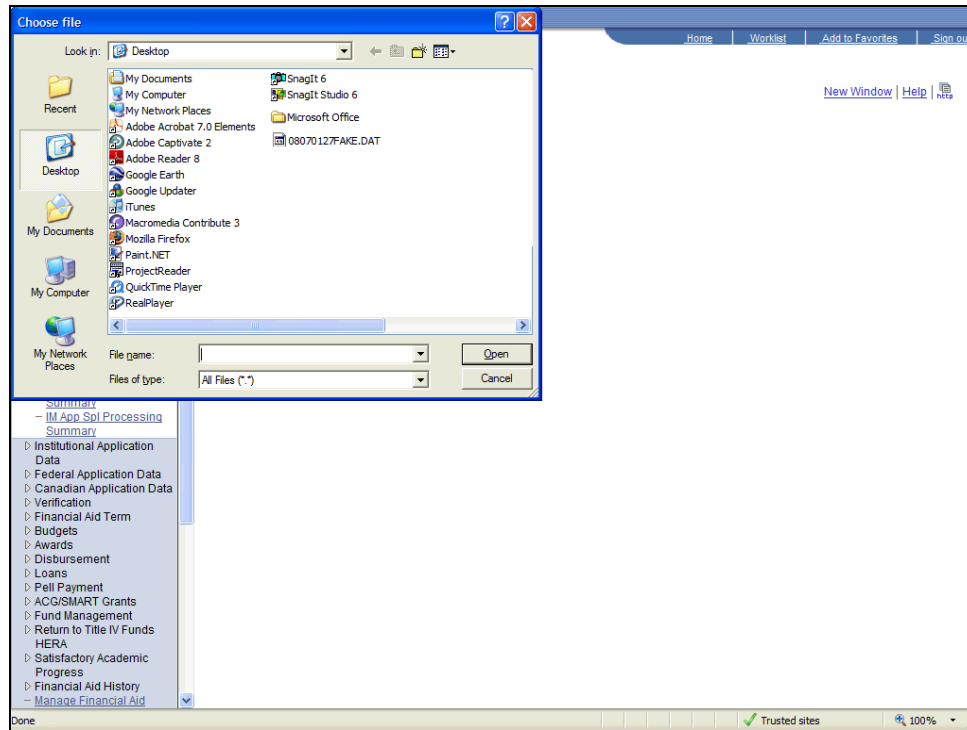 Choose file
Look in:
Desktop
Recent
Desktop
My Documents
My Computer
My Network
Places
My Documents
My Computer
My Network Places
Adobe Acrobat 7.0 Elements
Adobe Captivate 2
Adobe Reader 8
Google Earth
Google Updater
iTunes
Macromedia Contribute 3
Mozilla Firefox
Paint.NET
ProjectReader
QuickTime Player
RealPlayer
SnagIt 6
SnagIt Studio 6
Microsoft Office
08070127FAKE.DAT
File name:
Open
Files of type:
All Files (*.*)
Cancel
Home Worklist Add to Favorites Sign ou
New Window | Help |
http
Summary
– IM App Spl Processing
Summary
Institutional Application
Data
Federal Application Data
Canadian Application Data
Verification
Financial Aid Term
Budgets
Awards
Disbursement
Loans
Pell Payment
ACG/SMART Grants
Fund Management
Return to Title IV Funds
HERA
Satisfactory Academic
Progress
Financial Aid History
– Manage Financial Aid
Done
Trusted sites
100%